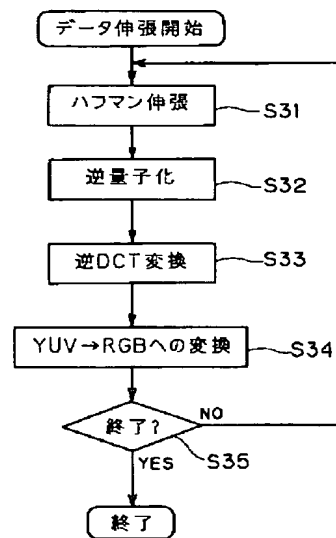 データ伸張開始
ハフマン伸張
S31
逆量子化
S32
逆DCT変換
S33
YUV→RGBへの変換
S34
終了?
NO
YES
S35
終了